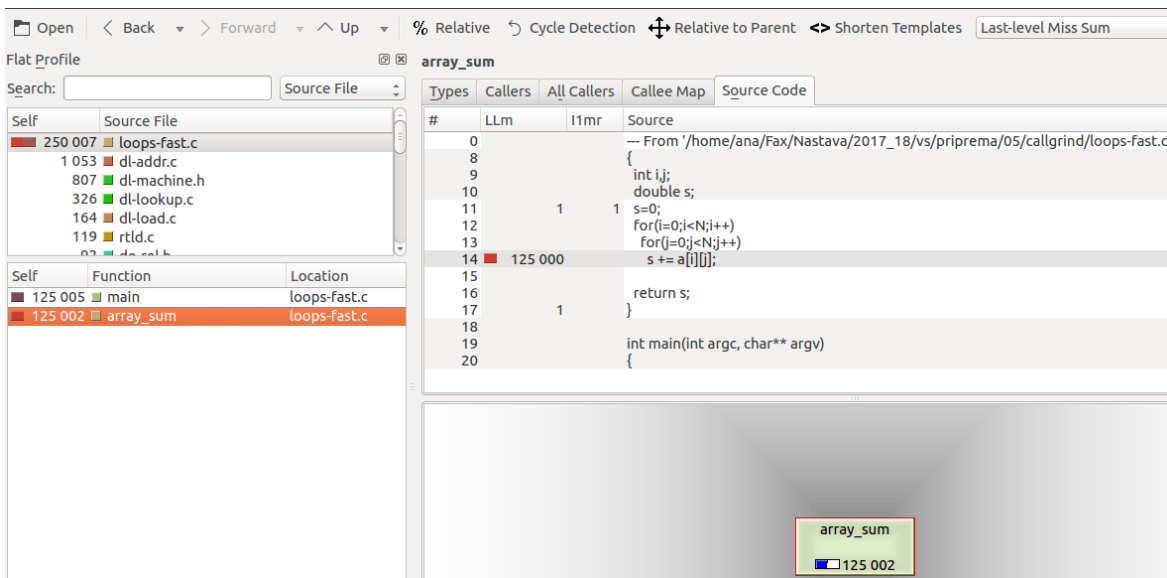 Open Back Forward Up % Relative Cycle Detection Relative to Parent <> Shorten Templates Last-level Miss Sum
Flat Profile
Search: Source File
Self Source File
250 007 loops-fast.c
1 053 dl-addr.c
807 dl-machine.h
326 dl-lookup.c
164 dl-load.c
119 rtld.c
Self Function Location
125 005 main loops-fast.c
125 002 array_sum loops-fast.c
array_sum
Types Callers All Callers Callee Map Source Code
# LLm I1mr Source
0 --- From '/home/ana/Fax/Nastava/2017_18/vs/priprema/05/callgrind/loops-fast.c
8 {
9 int i,j;
10 double s;
11 1 1 s=0;
12 for(i=0;i<N;i++)
13 for(j=0;j<N;j++)
14 125 000 s += a[i][j];
15
16 return s;
17 1 }
18
19 int main(int argc, char** argv)
20 {
array_sum
125 002